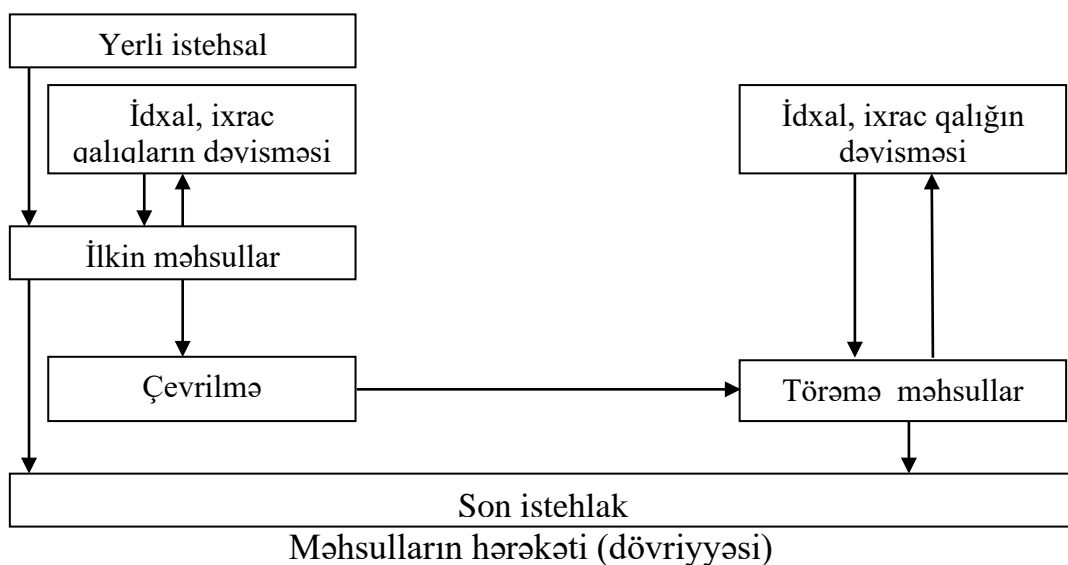 Yerli istehsal
İdxal, ixrac
qalıqların dəyişməsi
İdxal, ixrac qalığın
dəyişməsi
İlkin məhsullar
Çevrilmə
Törəmə məhsullar
Son istehlak
Məhsulların hərəkəti (dövriyyəsi)